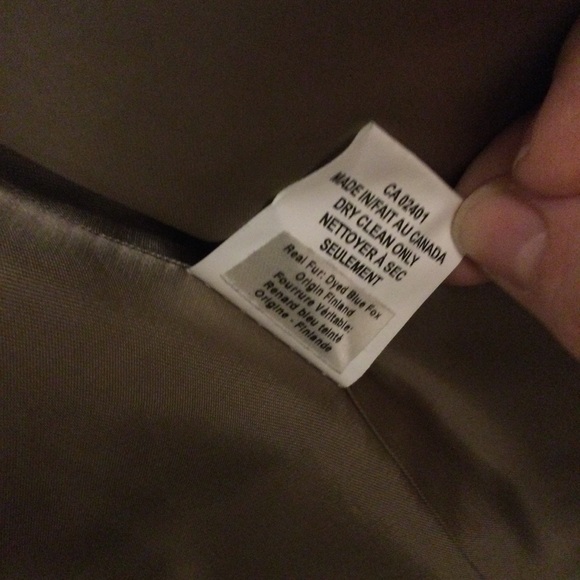 CA 02401
MADE IN/FAIT AU CANADA
DRY CLEAN ONLY
NETTOYER À SEC
SEULEMENT
Real Fur: Dyed Blue Fox
Origin Finland
Fourrure Véritable:
Renard bleu teinté
Origine - Finlande